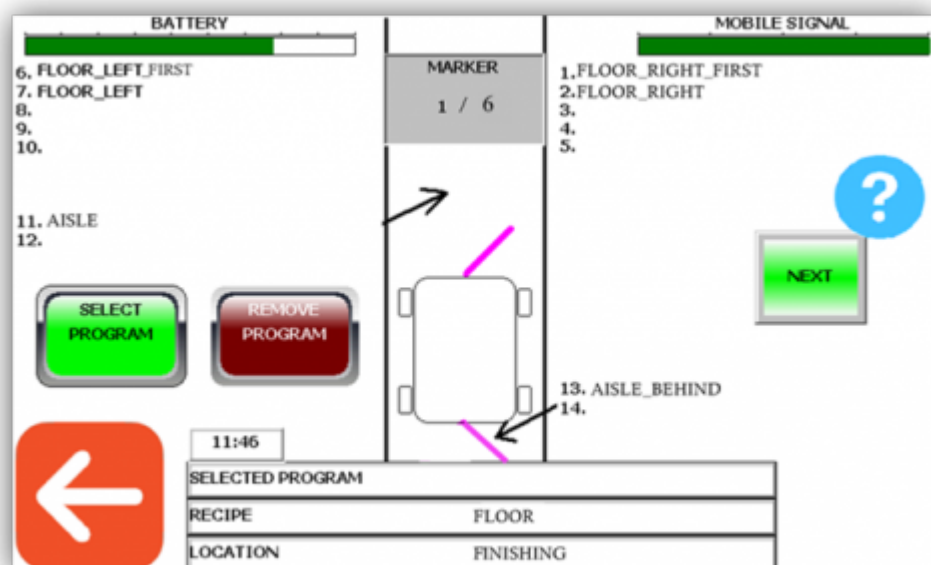 BATTERY
MOBILE SIGNAL
6. FLOOR_LEFT_FIRST
7. FLOOR_LEFT
8.
9.
10.
11. AISLE
12.
MARKER
1 / 6
1. FLOOR_RIGHT_FIRST
2. FLOOR_RIGHT
3.
4.
5.
?
NEXT
SELECT
PROGRAM
REMOVE
PROGRAM
13. AISLE_BEHIND
14.
11:46
SELECTED PROGRAM
RECIPE FLOOR
LOCATION FINISHING